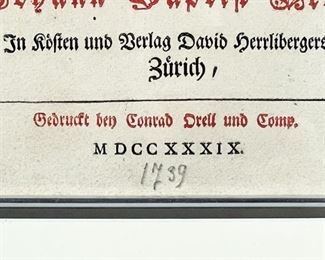 In Kösten und Verlag David Herrlibergers
Zürich,
Gedruckt bey Conrad Orell und Comp.
MDCCXXXIX.
1739